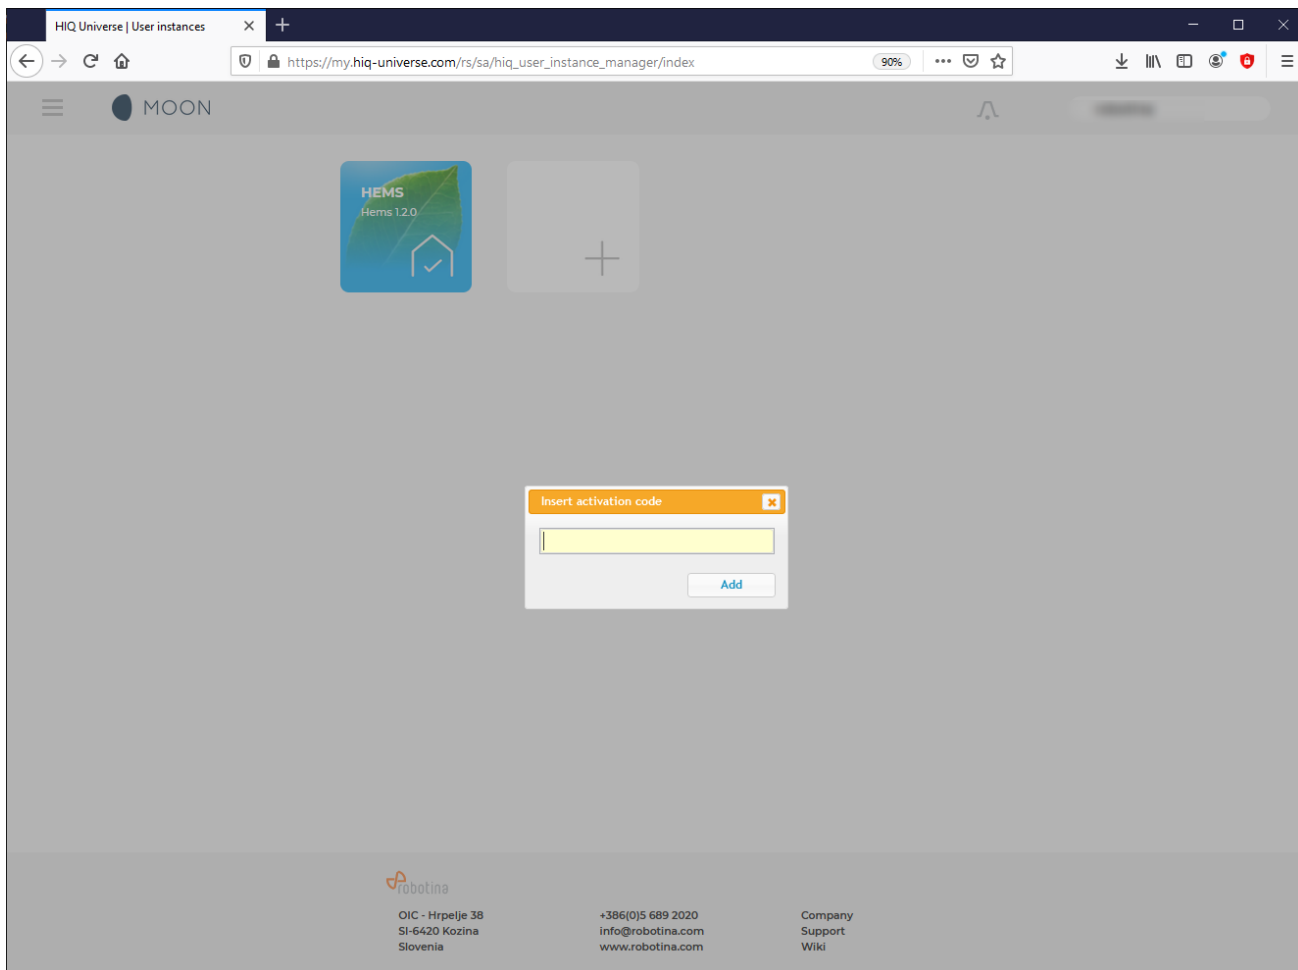 HIQ Universe | User instances
https://my.hiq-universe.com/rs/sa/hiq_user_instance_manager/index
90%
MOON
HEMS
Hems 1.2.0
Insert activation code
Add
robotina
OIC - Hrpelje 38
SI-6420 Kozina
Slovenia
+386(0)5 689 2020
info@robotina.com
www.robotina.com
Company
Support
Wiki